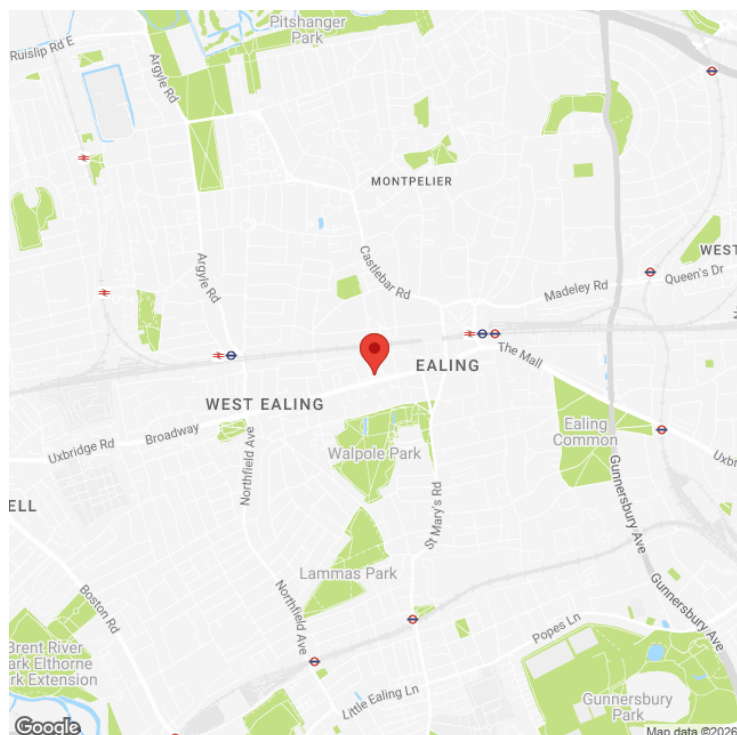 Pitshanger
Park
Ruislip Rd E
Argyle Rd
MONTPELIER
WEST
Queen's Dr
Argyle Rd
Castlebar Rd
Madeley Rd
The Mall
EALING
WEST EALING
Ealing
Common
Broadway
Uxbridge Rd
Walpole Park
Northfield Ave
Uxb
Gunnersbury Ave
St Mary's Rd
ELL
Lammas Park
Boston Rd
Northfield Ave
Gunnersbury Ave
Popes Ln
Brent River
ark Elthorne
rk Extension
Little Ealing Ln
Gunnersbury
Park
Google
Map data ©2026